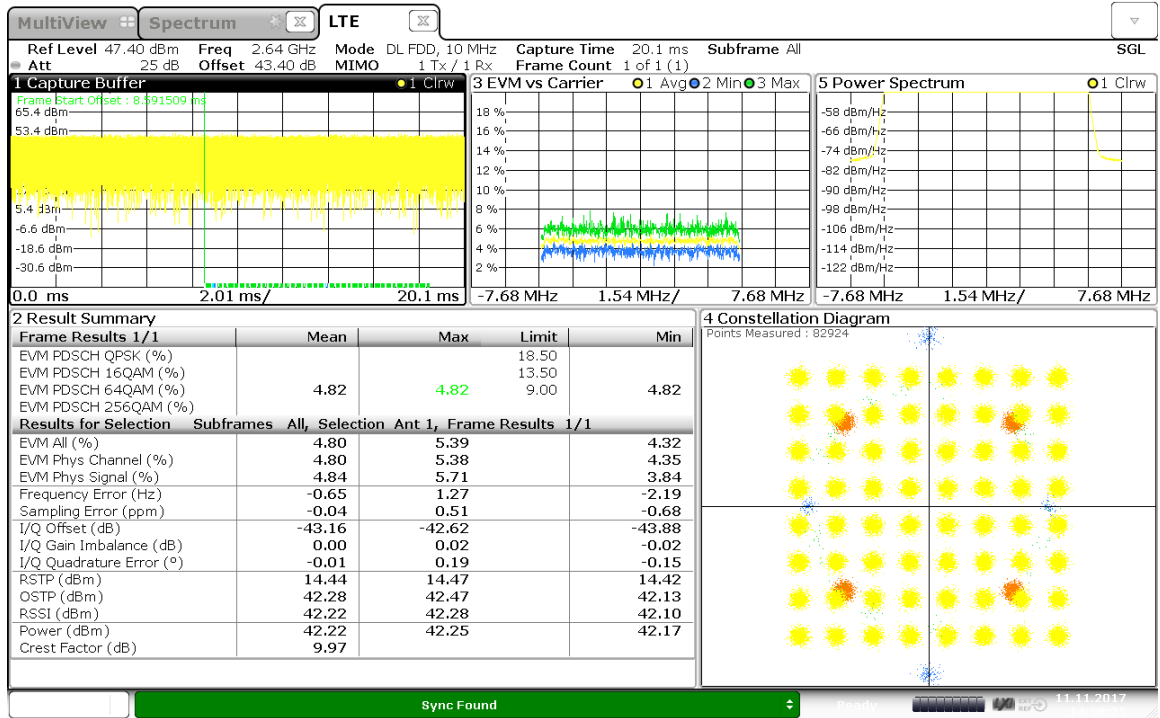 MultiView Spectrum LTE
Ref Level 47.40 dBm Freq 2.64 GHz Mode DL FDD, 10 MHz Capture Time 20.1 ms Subframe All SGL
Att 25 dB Offset 43.40 dB MIMO 1 Tx / 1 Rx Frame Count 1 of 1 (1)
1 Capture Buffer 1 Clrw
Frame Start Offset : 8.591509 ms
65.4 dBm
53.4 dBm
5.4 dBm
-6.6 dBm
-18.6 dBm
-30.6 dBm
0.0 ms 2.01 ms/ 20.1 ms
3 EVM vs Carrier 1 Avg 2 Min 3 Max
18 %
16 %
14 %
12 %
10 %
8 %
6 %
4 %
2 %
-7.68 MHz 1.54 MHz/ 7.68 MHz
5 Power Spectrum 1 Clrw
-58 dBm/Hz
-66 dBm/Hz
-74 dBm/Hz
-82 dBm/Hz
-90 dBm/Hz
-98 dBm/Hz
-106 dBm/Hz
-114 dBm/Hz
-122 dBm/Hz
-7.68 MHz 1.54 MHz/ 7.68 MHz
2 Result Summary
Frame Results 1/1 Mean Max Limit Min
EVM PDSCH QPSK (%) 18.50
EVM PDSCH 16QAM (%) 13.50
EVM PDSCH 64QAM (%) 4.82 4.82 9.00 4.82
EVM PDSCH 256QAM (%)
Results for Selection Subframes All, Selection Ant 1, Frame Results 1/1
EVM All (%) 4.80 5.39 4.32
EVM Phys Channel (%) 4.80 5.38 4.35
EVM Phys Signal (%) 4.84 5.71 3.84
Frequency Error (Hz) -0.65 1.27 -2.19
Sampling Error (ppm) -0.04 0.51 -0.68
I/Q Offset (dB) -43.16 -42.62 -43.88
I/Q Gain Imbalance (dB) 0.00 0.02 -0.02
I/Q Quadrature Error (º) -0.01 0.19 -0.15
RSTP (dBm) 14.44 14.47 14.42
OSTP (dBm) 42.28 42.47 42.13
RSSI (dBm) 42.22 42.28 42.10
Power (dBm) 42.22 42.25 42.17
Crest Factor (dB) 9.97
4 Constellation Diagram
Points Measured : 82924
Sync Found
Ready
LXI
EXT REF
11.11.2017